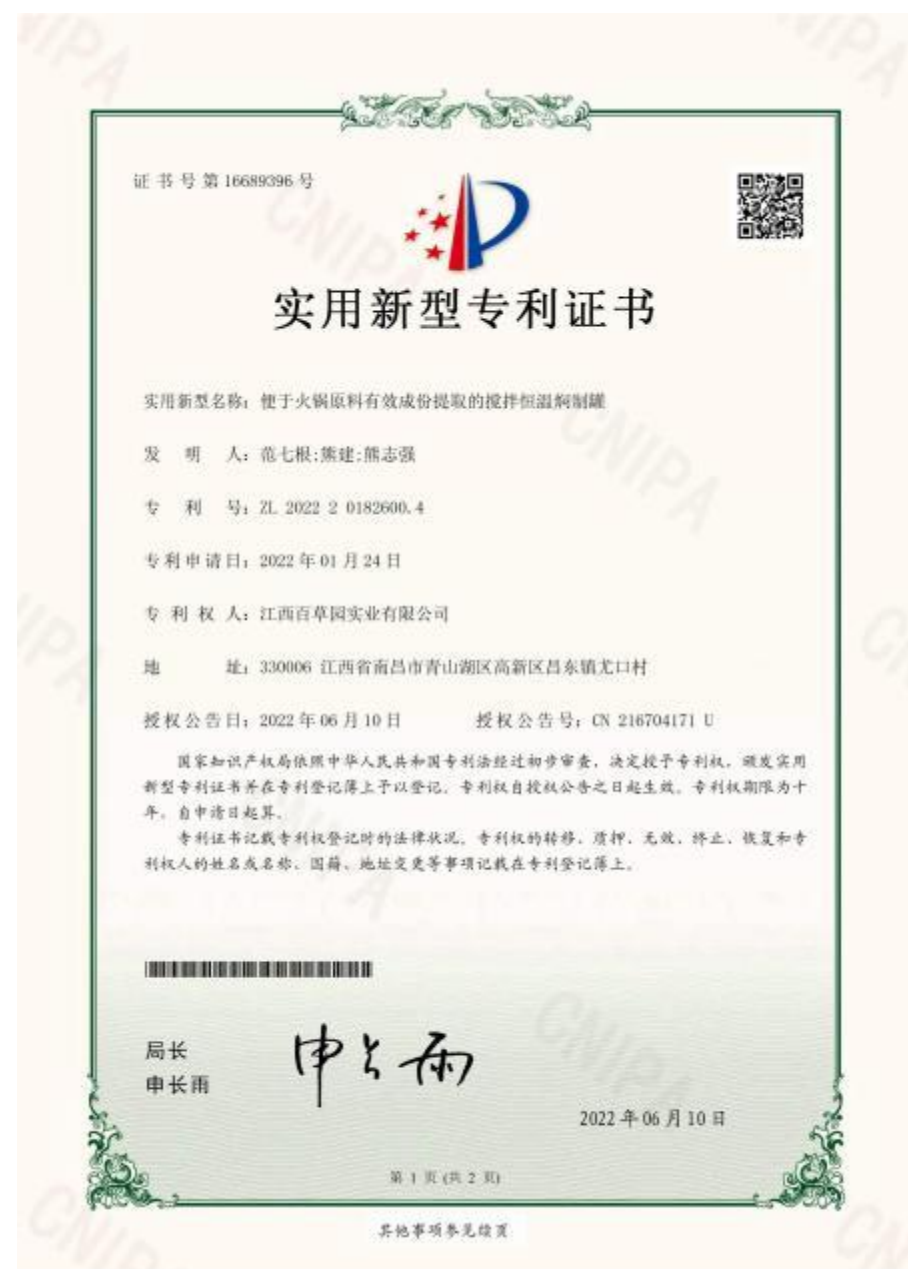 证书号第16689396号
实用新型专利证书
实用新型名称：便于火锅原料有效成份提取的搅拌恒温焖制罐
发明人：范七根;熊建;熊志强
专利号：ZL 2022 2 0182600.4
专利申请日：2022年01月24日
专利权人：江西百草园实业有限公司
地址：330006 江西省南昌市青山湖区高新区昌东镇尤口村
授权公告日：2022年06月10日 授权公告号：CN 216704171 U
国家知识产权局依照中华人民共和国专利法经过初步审查，决定授予专利权，颁发实用
新型专利证书并在专利登记簿上予以登记。专利权自授权公告之日起生效。专利权期限为十
年，自申请日起算。
专利证书记载专利权登记时的法律状况。专利权的转移、质押、无效、终止、恢复和专
利权人的姓名或名称、国籍、地址变更等事项记载在专利登记簿上。
局长
申长雨
申长雨
2022年06月10日
第 1 页 (共 2 页)
其他事项参见续页
CNIPA